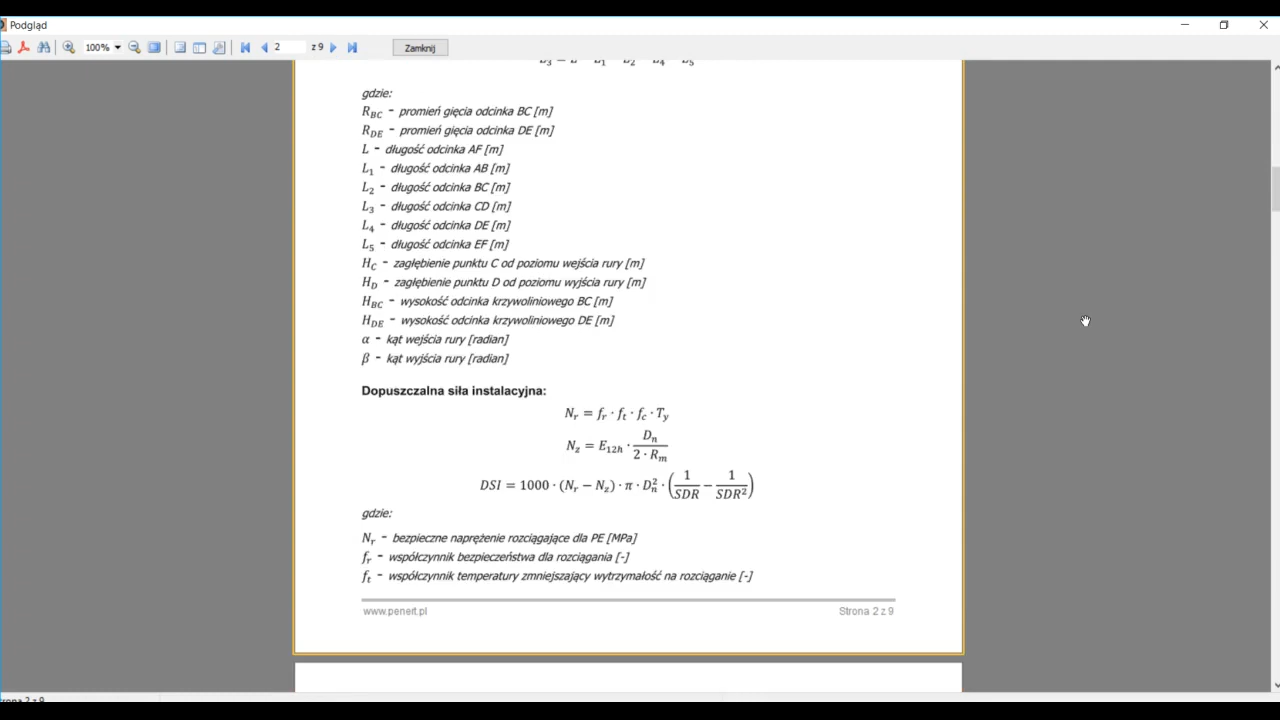 Podgląd
100% 2 z 9 Zamknij
gdzie:
R_BC - promień gięcia odcinka BC [m]
R_DE - promień gięcia odcinka DE [m]
L - długość odcinka AF [m]
L_1 - długość odcinka AB [m]
L_2 - długość odcinka BC [m]
L_3 - długość odcinka CD [m]
L_4 - długość odcinka DE [m]
L_5 - długość odcinka EF [m]
H_C - zagłębienie punktu C od poziomu wejścia rury [m]
H_D - zagłębienie punktu D od poziomu wyjścia rury [m]
H_BC - wysokość odcinka krzywoliniowego BC [m]
H_DE - wysokość odcinka krzywoliniowego DE [m]
α - kąt wejścia rury [radian]
β - kąt wyjścia rury [radian]
Dopuszczalna siła instalacyjna:
N_r = f_r · f_t · f_c · T_y
N_z = E_12h · D_n / (2 · R_m)
DSI = 1000 · (N_r − N_z) · π · D_n^2 · (1/SDR − 1/SDR^2)
gdzie:
N_r - bezpieczne naprężenie rozciągające dla PE [MPa]
f_r - współczynnik bezpieczeństwa dla rozciągania [-]
f_t - współczynnik temperatury zmniejszający wytrzymałość na rozciąganie [-]
Strona 2 z 9